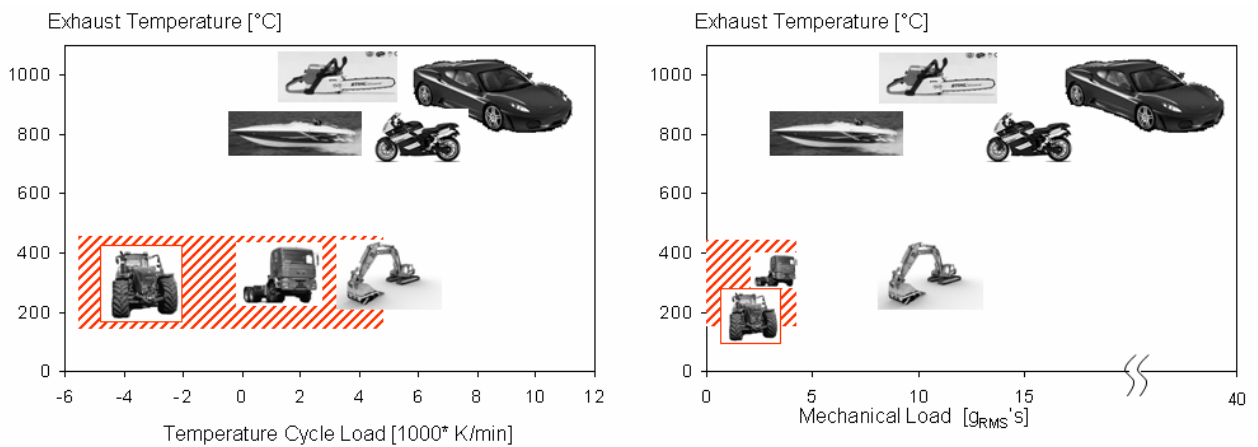 Exhaust Temperature [°C]
1000
800
600
400
200
0
-6 -4 -2 0 2 4 6 8 10 12
Temperature Cycle Load [1000* K/min]
Exhaust Temperature [°C]
1000
800
600
400
200
0
0 5 10 15 40
Mechanical Load [gRMS's]